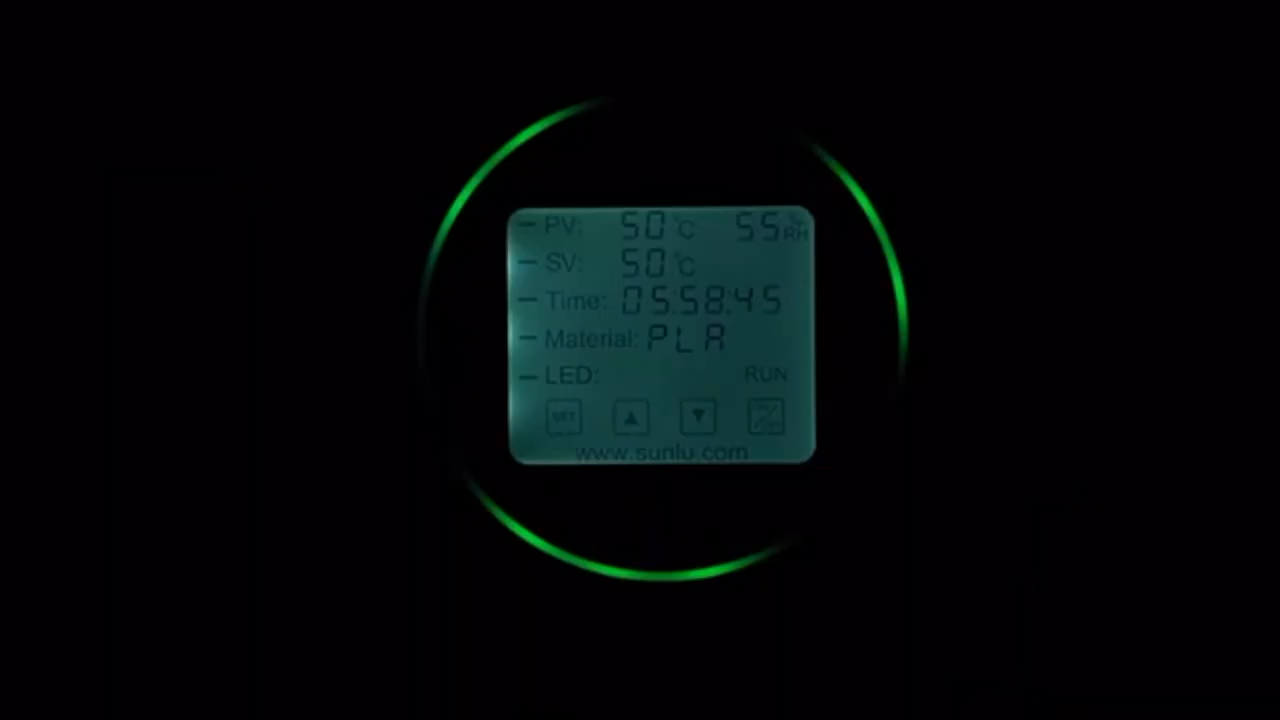 PV: 50 °C 55 % RH
SV: 50 °C
Time: 05:58:45
Material: PLA
LED: RUN
SET ▲ ▼
www.sunlu.com